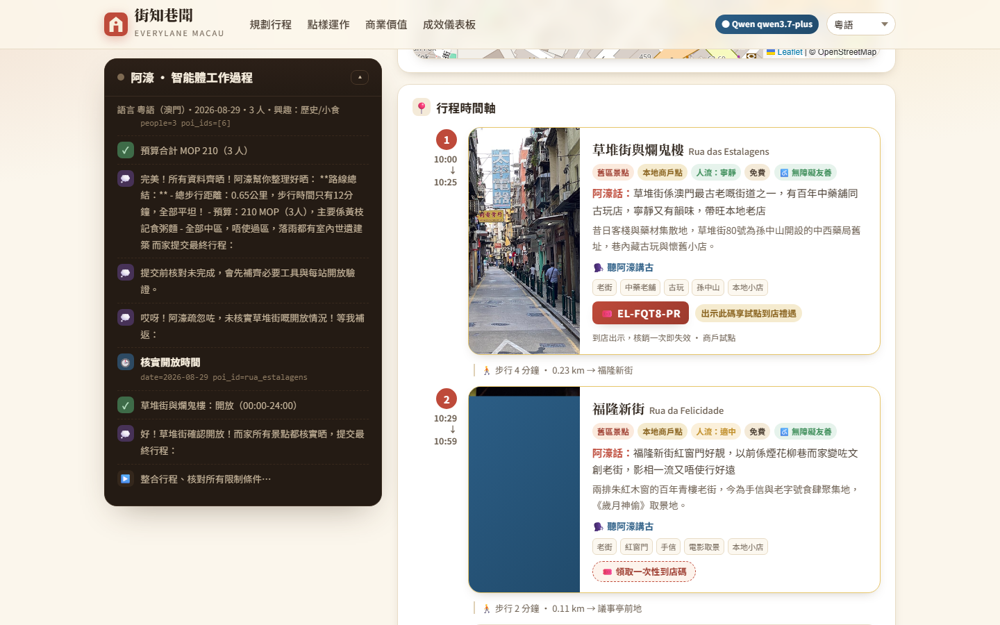 街知巷聞
EVERYLANE MACAU
規劃行程 點樣運作 商業價值 成效儀表板
Qwen qwen3.7-plus
粵語
阿濠 · 智能體工作過程
語言 粵語（澳門）· 2026-08-29 · 3 人 · 興趣：歷史/小食
people=3 poi_ids=[6]
預算合計 MOP 210（3 人）
完美！所有資料齊晒！阿濠幫你整理好晒： **路線總
結：** - 總步行距離：0.65公里，步行時間只有12分
鐘，全部平坦！ - 預算：210 MOP（3人），主要係黃枝
記食粥麵 - 全部中區，唔使過區，落雨都有室內世遺建
築 而家提交最終行程：
提交前核對未完成，會先補齊必要工具與每站開放驗
證。
哎呀！阿濠疏忽咗，未核實草堆街嘅開放情況！等我補
返：
核實開放時間
date=2026-08-29 poi_id=rua_estalagens
草堆街與爛鬼樓：開放（00:00-24:00）
好！草堆街確認開放！而家所有景點都核實晒，提交最
終行程：
整合行程、核對所有限制條件…
459
Leaflet | © OpenStreetMap
行程時間軸
1
10:00
↓
10:25
草堆街與爛鬼樓 Rua das Estalagens
舊區景點 本地商戶點 人流：寧靜 免費 無障礙友善
阿濠話：草堆街係澳門最古老嘅街道之一，有百年中藥舖同
古玩店，寧靜又有韻味，帶旺本地老店
昔日客棧與藥材集散地，草堆街80號為孫中山開設的中西藥局舊
址，巷內藏古玩與懷舊小店。
聽阿濠講古
老街 中藥老舖 古玩 孫中山 本地小店
EL-FQT8-PR 出示此碼享試點到店禮遇
到店出示，核銷一次即失效 · 商戶試點
步行 4 分鐘 · 0.23 km → 福隆新街
2
10:29
↓
10:59
福隆新街 Rua da Felicidade
舊區景點 本地商戶點 人流：適中 免費 無障礙友善
阿濠話：福隆新街紅窗門好靚，以前係煙花柳巷而家變咗文
創老街，影相一流又唔使行好遠
兩排朱紅木窗的百年青樓老街，今為手信與老字號食肆聚集地，
《歲月神偷》取景地。
聽阿濠講古
老街 紅窗門 手信 電影取景 本地小店
領取一次性到店碼
步行 2 分鐘 · 0.11 km → 議事亭前地